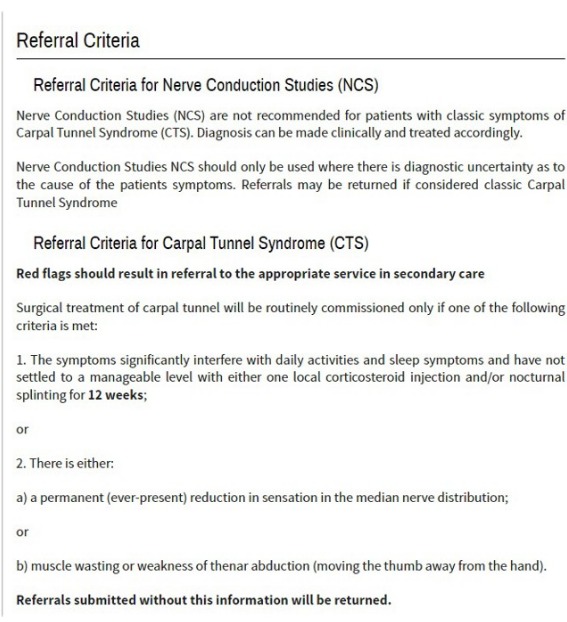 Referral Criteria
Referral Criteria for Nerve Conduction Studies (NCS)
Nerve Conduction Studies (NCS) are not recommended for patients with classic symptoms of
Carpal Tunnel Syndrome (CTS). Diagnosis can be made clinically and treated accordingly.
Nerve Conduction Studies NCS should only be used where there is diagnostic uncertainty as to
the cause of the patients symptoms. Referrals may be returned if considered classic Carpal
Tunnel Syndrome
Referral Criteria for Carpal Tunnel Syndrome (CTS)
Red flags should result in referral to the appropriate service in secondary care
Surgical treatment of carpal tunnel will be routinely commissioned only if one of the following
criteria is met:
1. The symptoms significantly interfere with daily activities and sleep symptoms and have not
settled to a manageable level with either one local corticosteroid injection and/or nocturnal
splinting for 12 weeks;
or
2. There is either:
a) a permanent (ever-present) reduction in sensation in the median nerve distribution;
or
b) muscle wasting or weakness of thenar abduction (moving the thumb away from the hand).
Referrals submitted without this information will be returned.